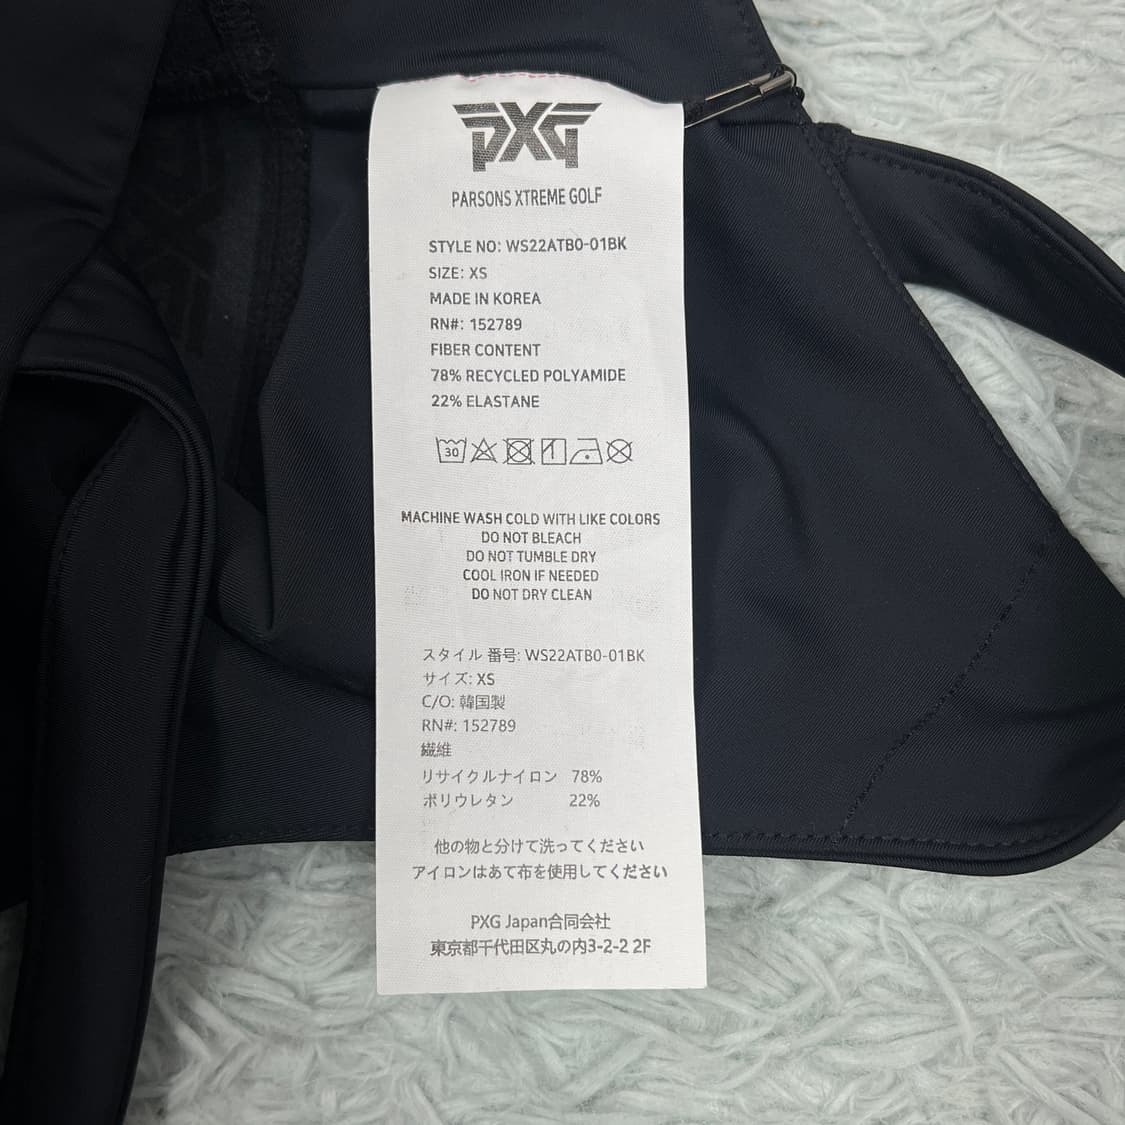 PXG
PARSONS XTREME GOLF
STYLE NO: WS22ATB0-01BK
SIZE: XS
MADE IN KOREA
RN#: 152789
FIBER CONTENT
78% RECYCLED POLYAMIDE
22% ELASTANE
30
MACHINE WASH COLD WITH LIKE COLORS
DO NOT BLEACH
DO NOT TUMBLE DRY
COOL IRON IF NEEDED
DO NOT DRY CLEAN
スタイル 番号: WS22ATB0-01BK
サイズ: XS
C/O: 韓国製
RN#: 152789
繊維
リサイクルナイロン 78%
ポリウレタン 22%
他の物と分けて洗ってください
アイロンはあて布を使用してください
PXG Japan合同会社
東京都千代田区丸の内3-2-2 2F